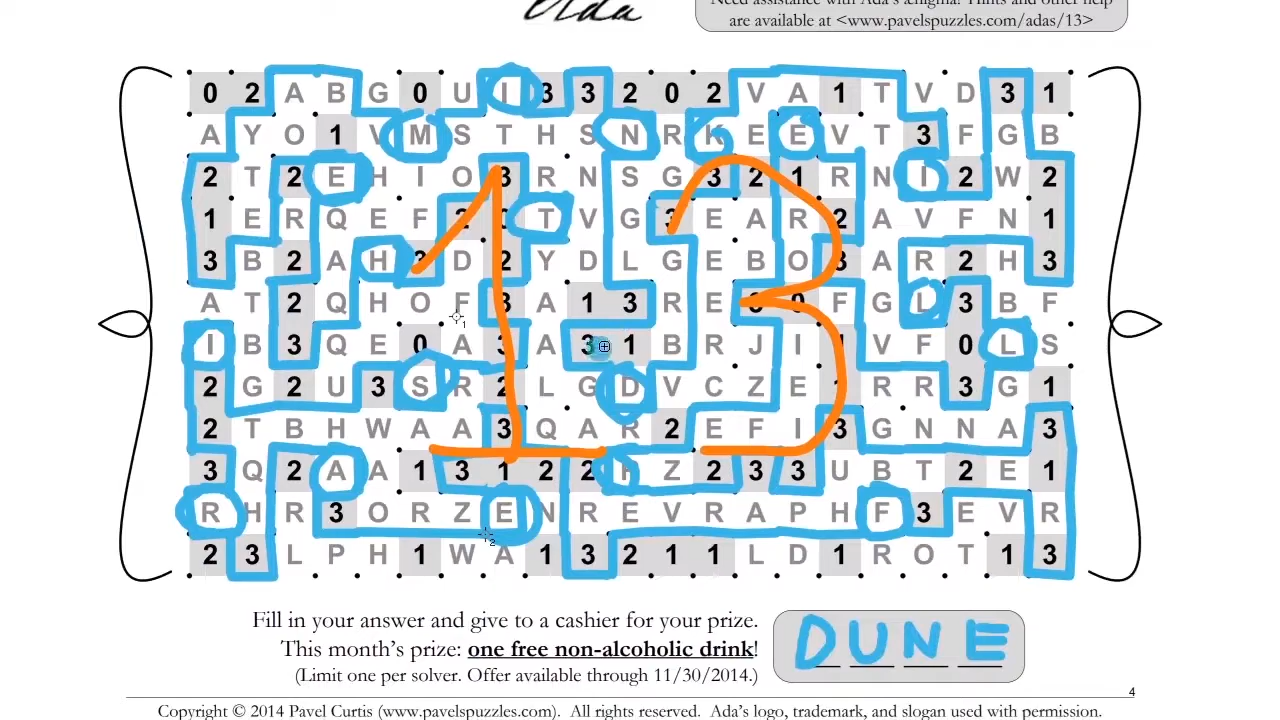 Ada
Need assistance with Ada's ænigma? Hints and other help
are available at <www.pavelspuzzles.com/adas/13>
0 2 A B G 0 U I 3 3 2 0 2 V A 1 T V D 3 1
A Y O 1 V M S T H S N R K E E V T 3 F G B
2 T 2 E H I O 3 R N S G 3 2 1 R N I 2 W 2
1 E R Q E F 2 T V G 3 E A R 2 A V F N 1
3 B 2 A H 2 D 2 Y D L G E B O 3 A R 2 H 3
A T 2 Q H O F 3 A 1 3 R E 3 0 F G L 3 B F
I B 3 Q E 0 A 3 A 3 1 B R J I 1 V F 0 L S
2 G 2 U 3 S R 2 L G D V C Z E 1 R R 3 G 1
2 T B H W A A 3 Q A R 2 E F I 3 G N N A 3
3 Q 2 A A 1 3 1 2 2 F Z 2 3 3 U B T 2 E 1
R H R 3 O R Z E N R E V R A P H F 3 E V R
2 3 L P H 1 W A 1 3 2 1 1 L D 1 R O T 1 3
Fill in your answer and give to a cashier for your prize.
This month's prize: one free non-alcoholic drink!
(Limit one per solver. Offer available through 11/30/2014.)
DUNE
4
Copyright © 2014 Pavel Curtis (www.pavelspuzzles.com). All rights reserved. Ada's logo, trademark, and slogan used with permission.